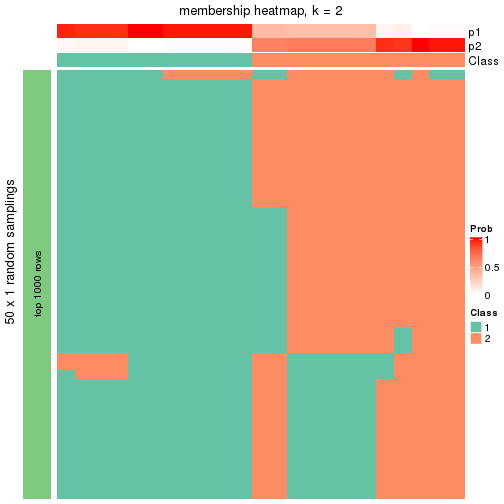 membership heatmap, k = 2
p1
p2
Class
50 x 1 random samplings
top 1000 rows
Prob
1
0.5
0
Class
1
2